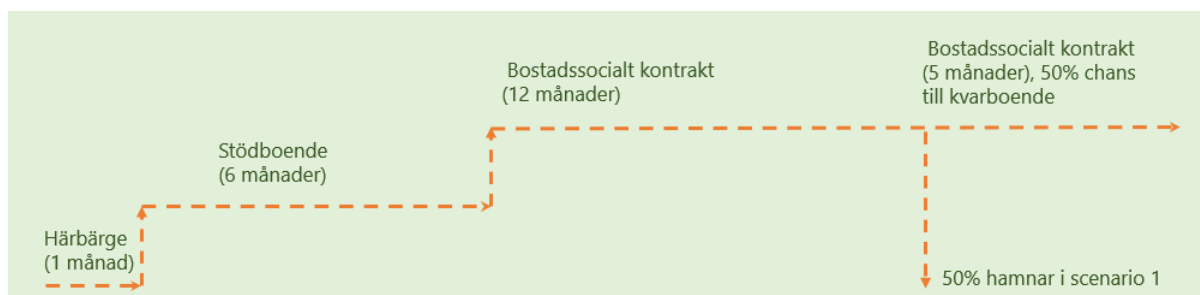 Härbärge
(1 månad)
Stödboende
(6 månader)
Bostadssocialt kontrakt
(12 månader)
Bostadssocialt kontrakt
(5 månader), 50% chans
till kvarboende
50% hamnar i scenario 1